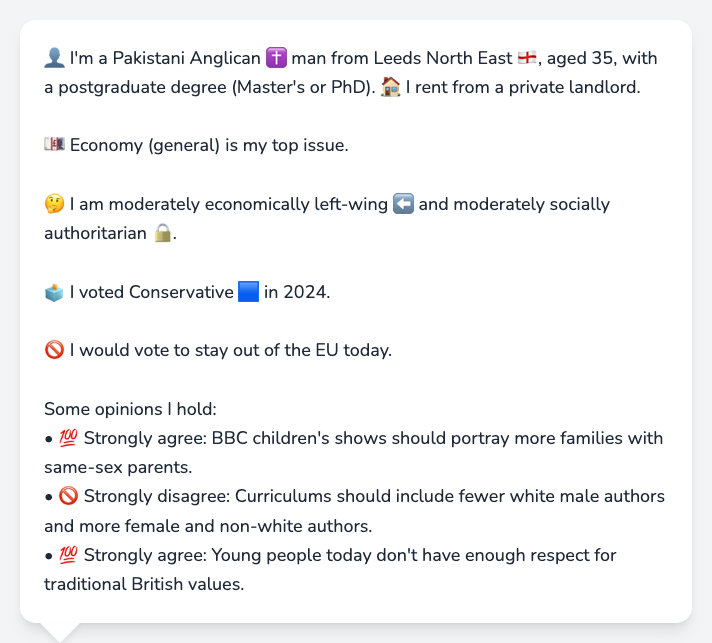 👤 I'm a Pakistani Anglican ✝️ man from Leeds North East 🏴󠁧󠁢󠁥󠁮󠁧󠁿, aged 35, with
a postgraduate degree (Master's or PhD). 🏠 I rent from a private landlord.
💷 Economy (general) is my top issue.
🤔 I am moderately economically left-wing ⬅️ and moderately socially
authoritarian 🔒.
🗳️ I voted Conservative 🟦 in 2024.
🚫 I would vote to stay out of the EU today.
Some opinions I hold:
• 💯 Strongly agree: BBC children's shows should portray more families with
same-sex parents.
• 🚫 Strongly disagree: Curriculums should include fewer white male authors
and more female and non-white authors.
• 💯 Strongly agree: Young people today don't have enough respect for
traditional British values.